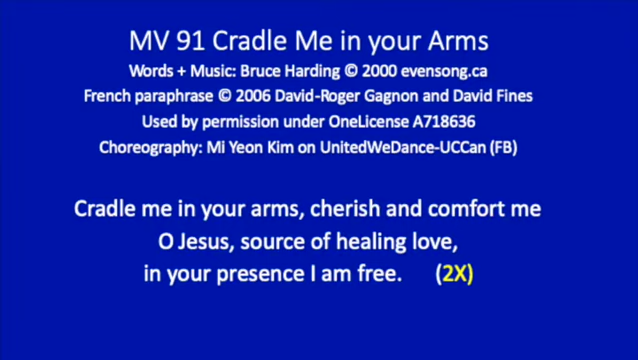 MV 91 Cradle Me in your Arms
Words + Music: Bruce Harding © 2000 evensong.ca
French paraphrase © 2006 David-Roger Gagnon and David Fines
Used by permission under OneLicense A718636
Choreography: Mi Yeon Kim on UnitedWeDance-UCCan (FB)
Cradle me in your arms, cherish and comfort me
O Jesus, source of healing love,
in your presence I am free. (2X)